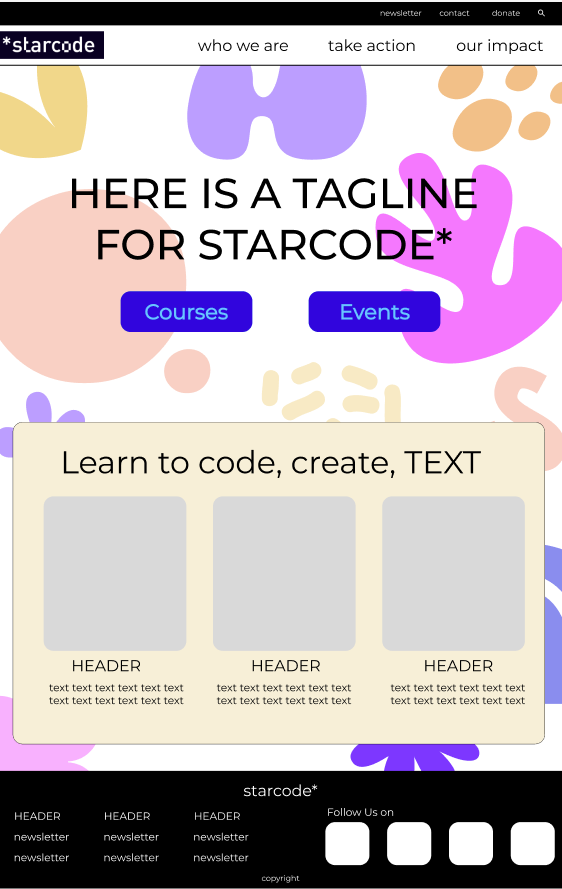 newsletter contact donate
*starcode who we are take action our impact
HERE IS A TAGLINE
FOR STARCODE*
Courses Events
Learn to code, create, TEXT
HEADER HEADER HEADER
text text text text text text text text text text text text text text text text text text
text text text text text text text text text text text text text text text text text text
starcode*
HEADER HEADER HEADER Follow Us on
newsletter newsletter newsletter
newsletter newsletter newsletter
copyright